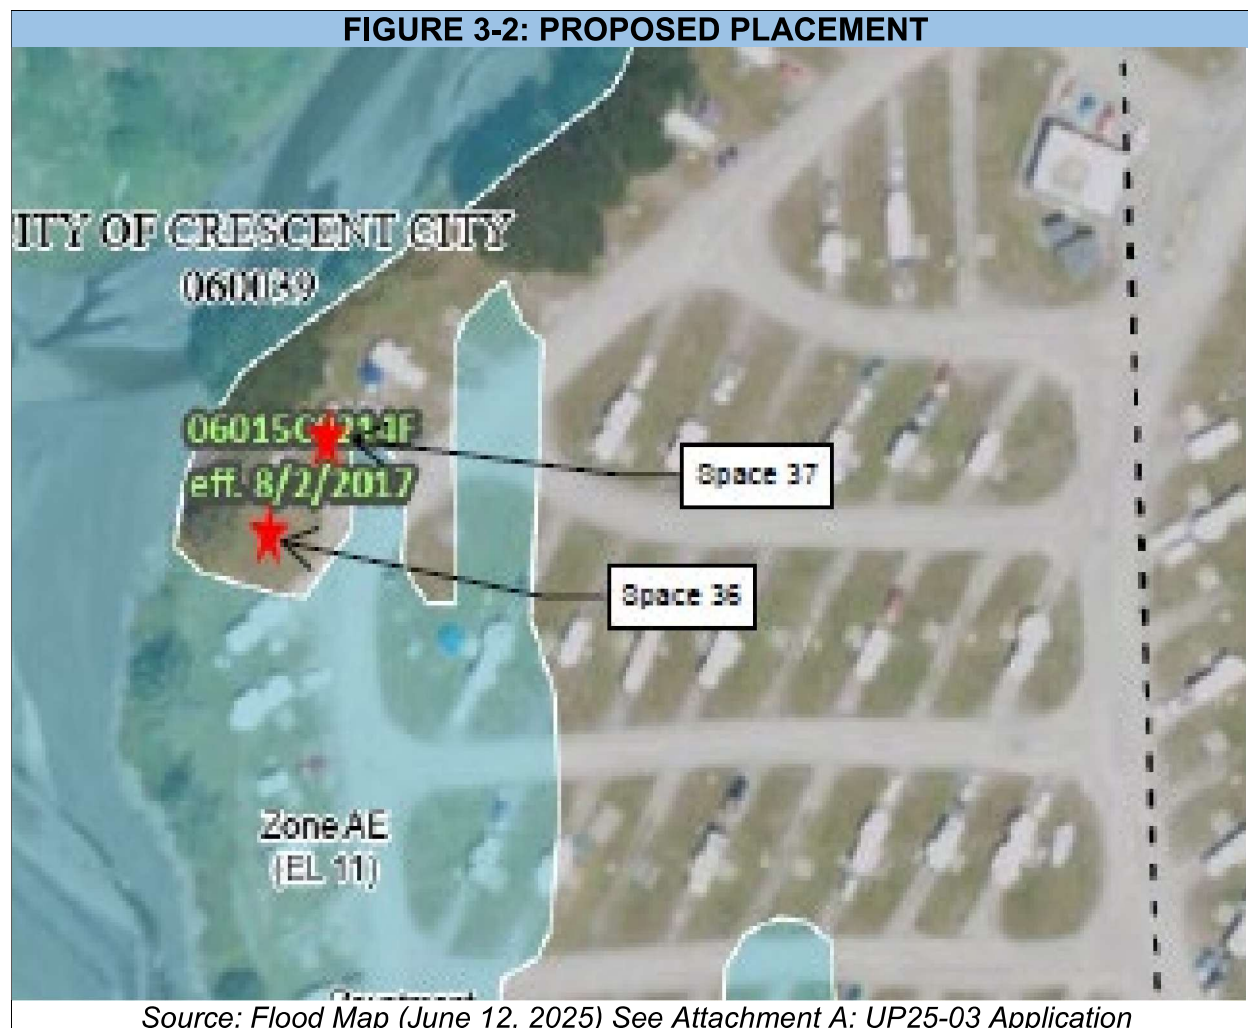 FIGURE 3-2: PROPOSED PLACEMENT
ITY OF CRESCENT CITY
060039
eff. 8/2/2017
Space 37
Space 36
Zone AE
(EL 11)
Source: Flood Map (June 12, 2025) See Attachment A: UP25-03 Application